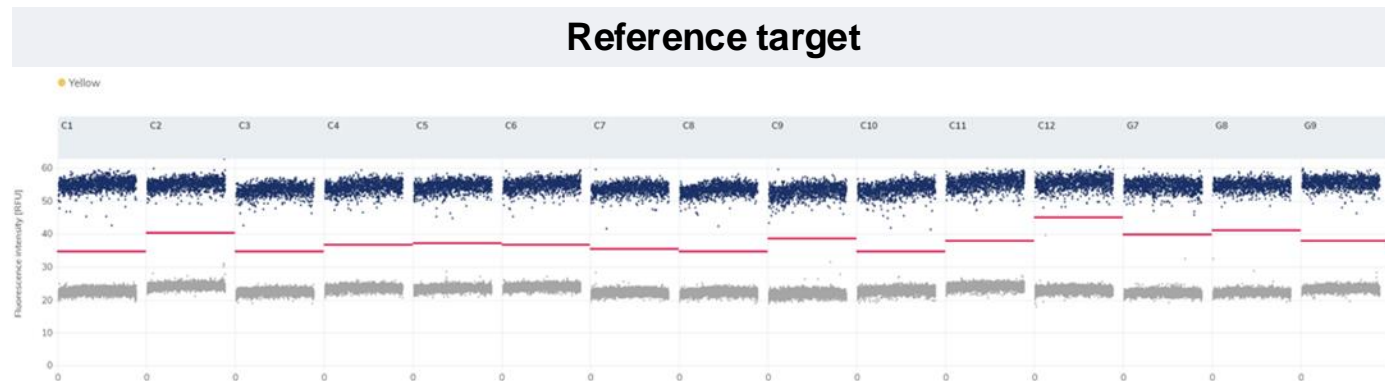 Reference target
Yellow
C1 C2 C3 C4 C5 C6 C7 C8 C9 C10 C11 C12 G7 G8 G9
Fluorescence intensity [RFU]
60
50
40
30
20
10
0
0 0 0 0 0 0 0 0 0 0 0 0 0 0 0